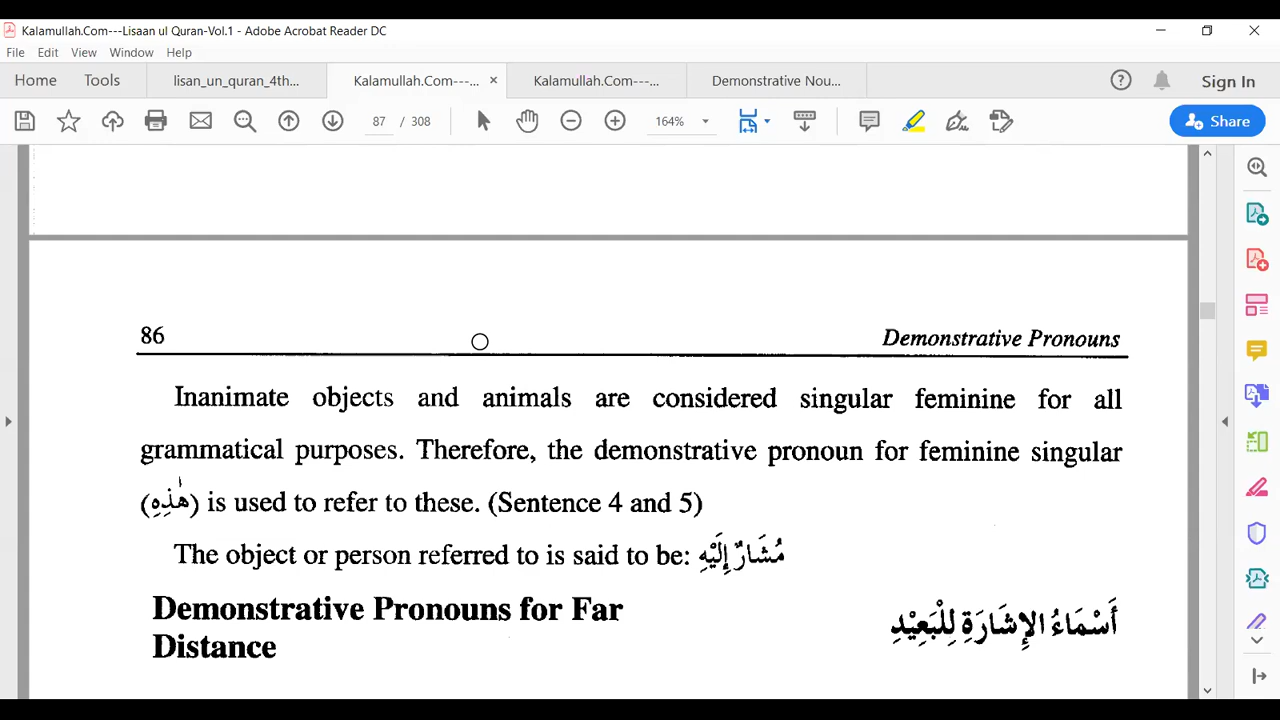 Kalamullah.Com---Lisaan ul Quran-Vol.1 - Adobe Acrobat Reader DC
File Edit View Window Help
Home Tools lisan_un_quran_4th... Kalamullah.Com---... × Kalamullah.Com---... Demonstrative Nou... Sign In
87 / 308 164% Share
86 Demonstrative Pronouns
Inanimate objects and animals are considered singular feminine for all
grammatical purposes. Therefore, the demonstrative pronoun for feminine singular
(هٰذِهِ) is used to refer to these. (Sentence 4 and 5)
The object or person referred to is said to be: مُشَارٌ إِلَيْهِ
Demonstrative Pronouns for Far
Distance
أَسْمَاءُ الإِشَارَةِ لِلْبَعِيْدِ